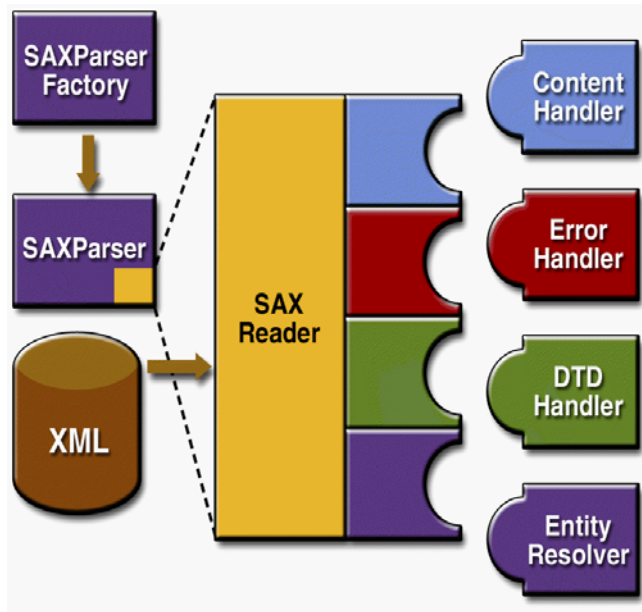 SAXParser
Factory
SAXParser
XML
SAX
Reader
Content
Handler
Error
Handler
DTD
Handler
Entity
Resolver